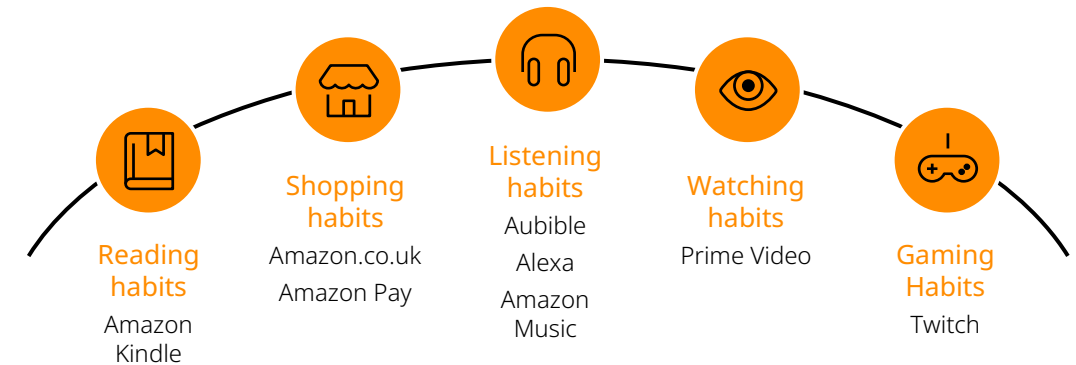 Reading
habits
Amazon
Kindle
Shopping
habits
Amazon.co.uk
Amazon Pay
Listening
habits
Aubible
Alexa
Amazon
Music
Watching
habits
Prime Video
Gaming
Habits
Twitch